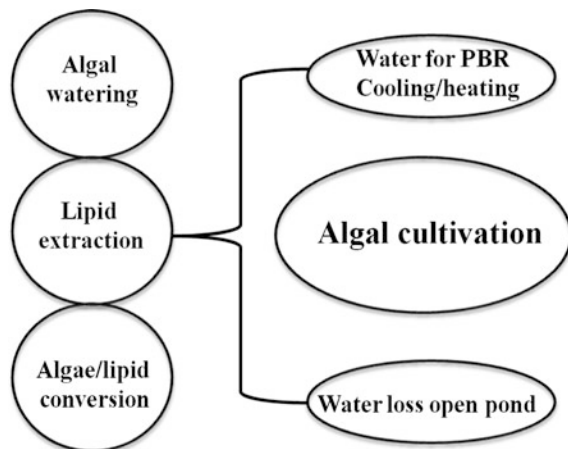 Algal
watering
Lipid
extraction
Algae/lipid
conversion
Water for PBR
Cooling/heating
Algal cultivation
Water loss open pond